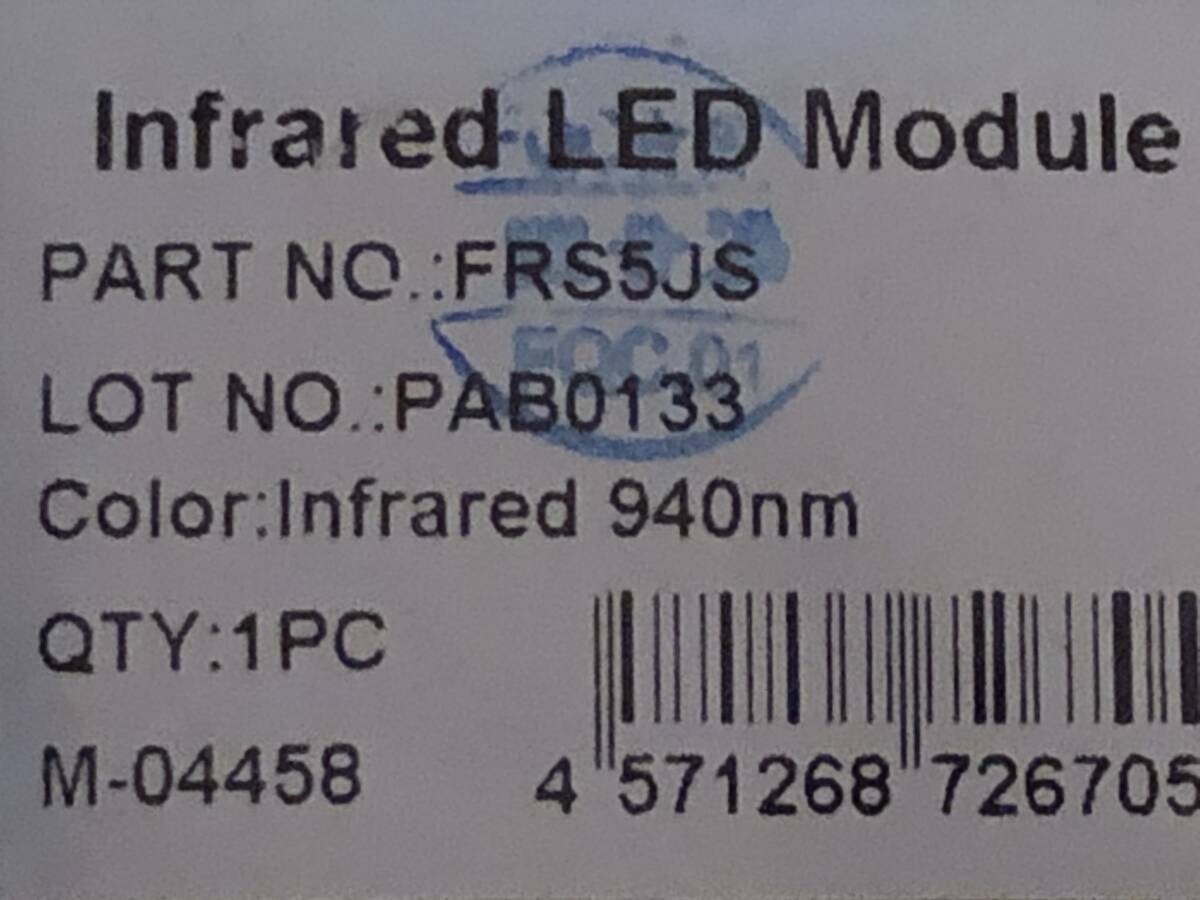 Infrared LED Module
PART NO.:FRS5JS
LOT NO.:PAB0133
Color:Infrared 940nm
QTY:1PC
M-04458
4 571268 726705